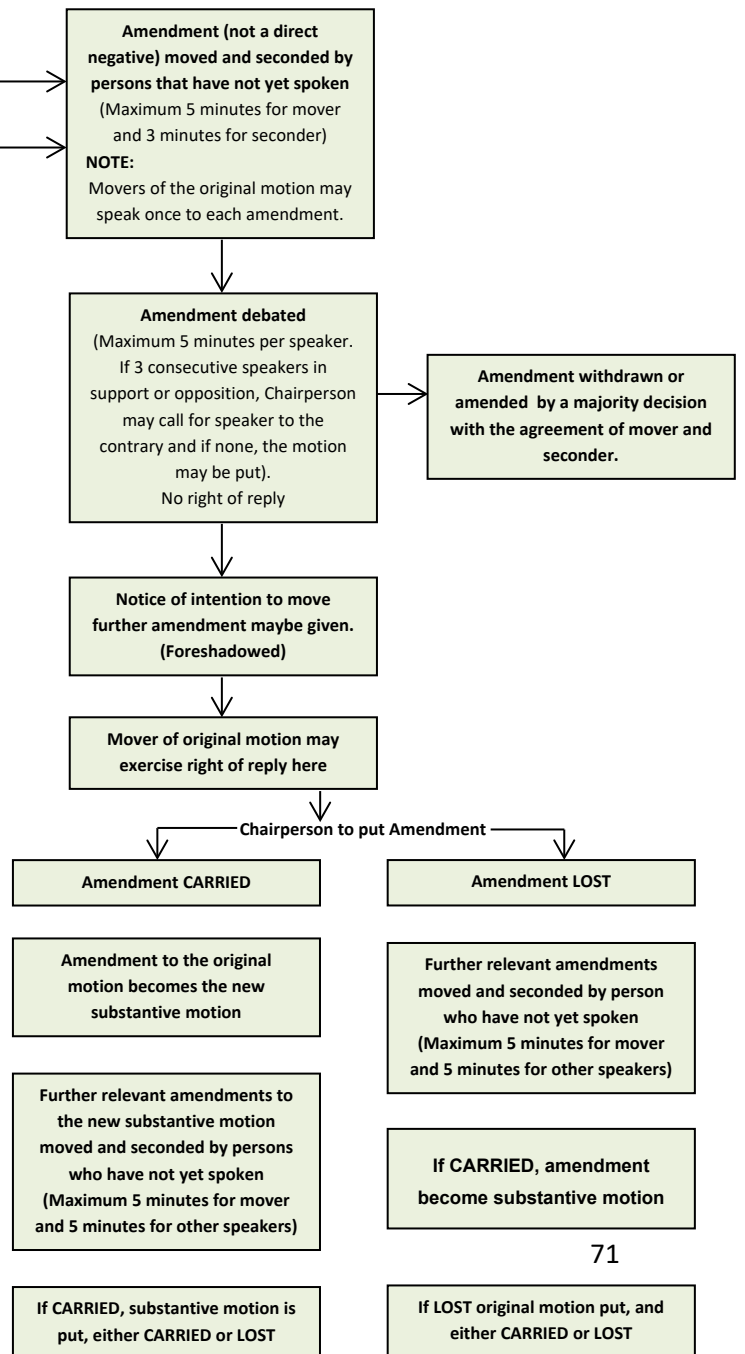 Amendment (not a direct
negative) moved and seconded by
persons that have not yet spoken
(Maximum 5 minutes for mover
and 3 minutes for seconder)
NOTE:
Movers of the original motion may
speak once to each amendment.
Amendment debated
(Maximum 5 minutes per speaker.
If 3 consecutive speakers in
support or opposition, Chairperson
may call for speaker to the
contrary and if none, the motion
may be put).
No right of reply
Amendment withdrawn or
amended by a majority decision
with the agreement of mover and
seconder.
Notice of intention to move
further amendment maybe given.
(Foreshadowed)
Mover of original motion may
exercise right of reply here
Chairperson to put Amendment
Amendment CARRIED
Amendment to the original
motion becomes the new
substantive motion
Further relevant amendments to
the new substantive motion
moved and seconded by persons
who have not yet spoken
(Maximum 5 minutes for mover
and 5 minutes for other speakers)
If CARRIED, substantive motion is
put, either CARRIED or LOST
Amendment LOST
Further relevant amendments
moved and seconded by person
who have not yet spoken
(Maximum 5 minutes for mover
and 5 minutes for other speakers)
If CARRIED, amendment
become substantive motion
71
If LOST original motion put, and
either CARRIED or LOST